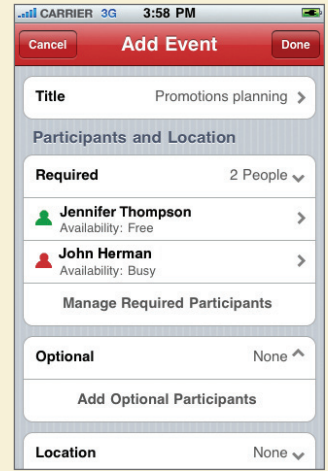 CARRIER 3G 3:58 PM
Cancel Add Event Done
Title Promotions planning
Participants and Location
Required 2 People
Jennifer Thompson
Availability: Free
John Herman
Availability: Busy
Manage Required Participants
Optional None
Add Optional Participants
Location None